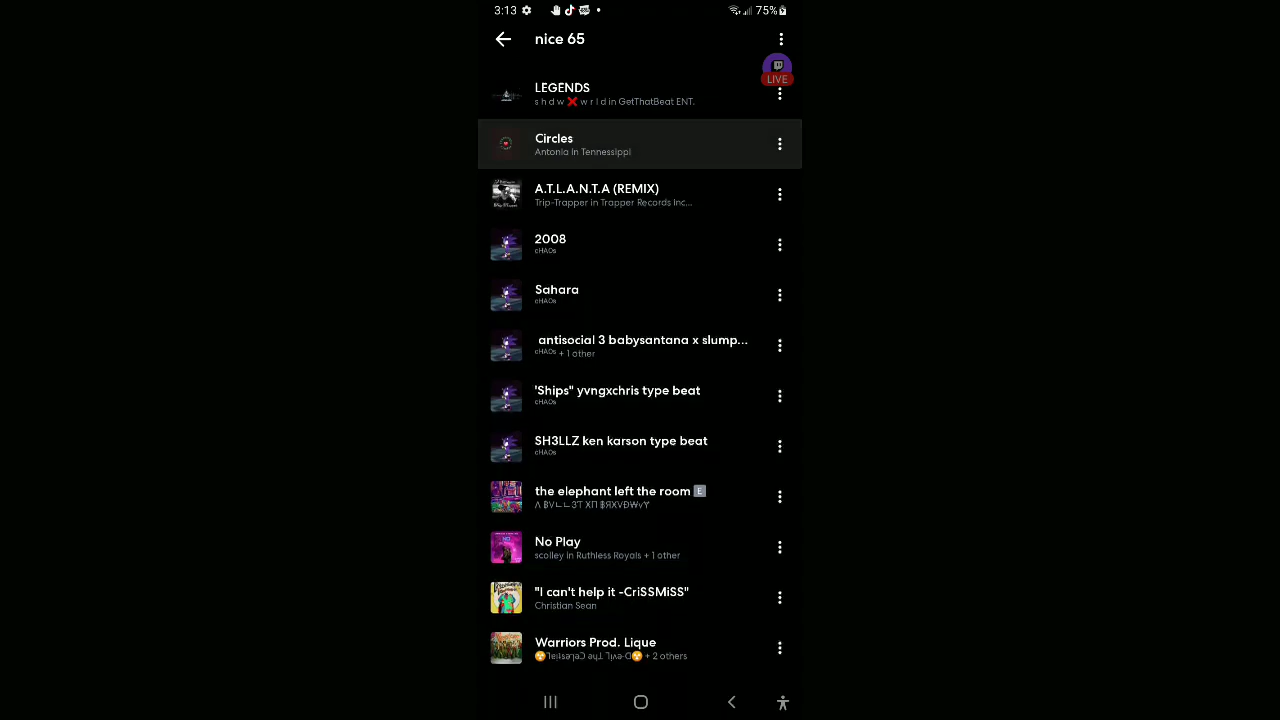 3:13 75%
nice 65
LIVE
LEGENDS
s h d w ❌ w r l d in GetThatBeat ENT.
Circles
Antonia in Tennessippi
A.T.L.A.N.T.A (REMIX)
Trip-Trapper in Trapper Records Inc...
2008
cHAOs
Sahara
cHAOs
antisocial 3 babysantana x slump...
cHAOs + 1 other
'Ships" yvngxchris type beat
cHAOs
SH3LLZ ken karson type beat
cHAOs
the elephant left the room E
No Play
scolley in Ruthless Royals + 1 other
"I can't help it -CriSSMiSS"
Christian Sean
Warriors Prod. Lique
+ 2 others